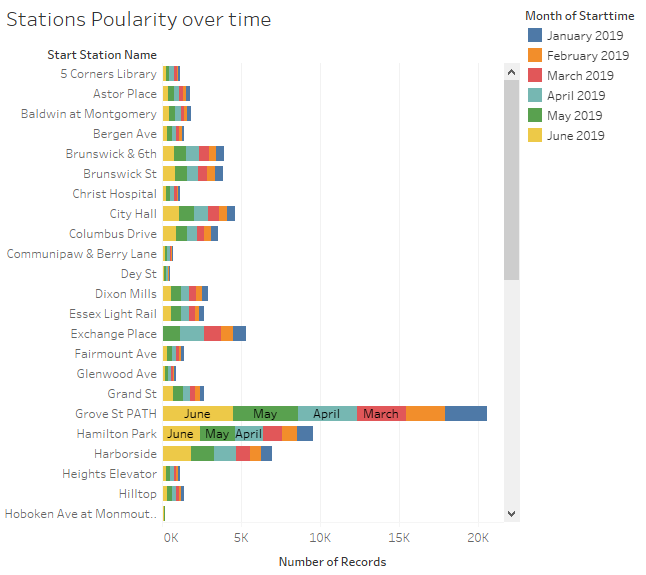 Stations Poularity over time
Month of Starttime
January 2019
February 2019
March 2019
April 2019
May 2019
June 2019
Start Station Name
5 Corners Library
Astor Place
Baldwin at Montgomery
Bergen Ave
Brunswick & 6th
Brunswick St
Christ Hospital
City Hall
Columbus Drive
Communipaw & Berry Lane
Dey St
Dixon Mills
Essex Light Rail
Exchange Place
Fairmount Ave
Glenwood Ave
Grand St
Grove St PATH June May April March
Hamilton Park June May April
Harborside
Heights Elevator
Hilltop
Hoboken Ave at Monmout..
0K 5K 10K 15K 20K
Number of Records